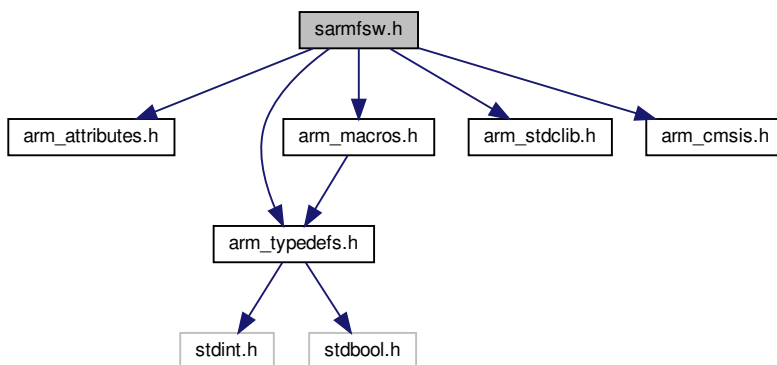 sarmfsw.h
arm_attributes.h
arm_macros.h
arm_stdclib.h
arm_cmsis.h
arm_typedefs.h
stdint.h
stdbool.h